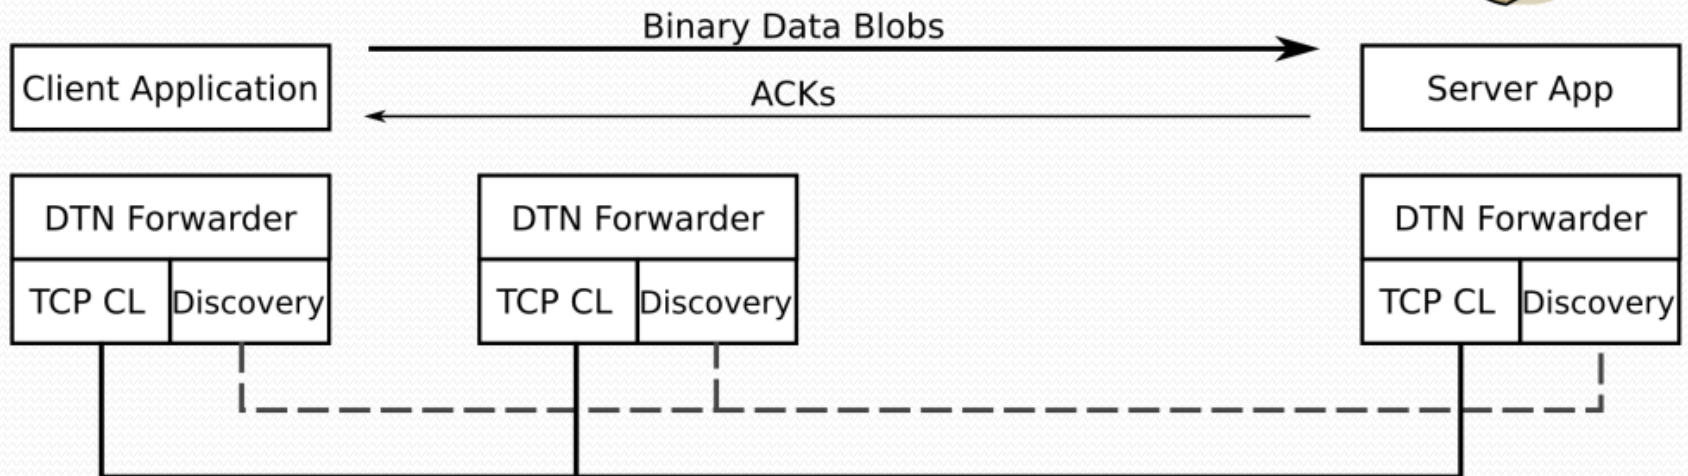 Binary Data Blobs
Client Application
ACKs
Server App
DTN Forwarder
TCP CL
Discovery
DTN Forwarder
TCP CL
Discovery
DTN Forwarder
TCP CL
Discovery